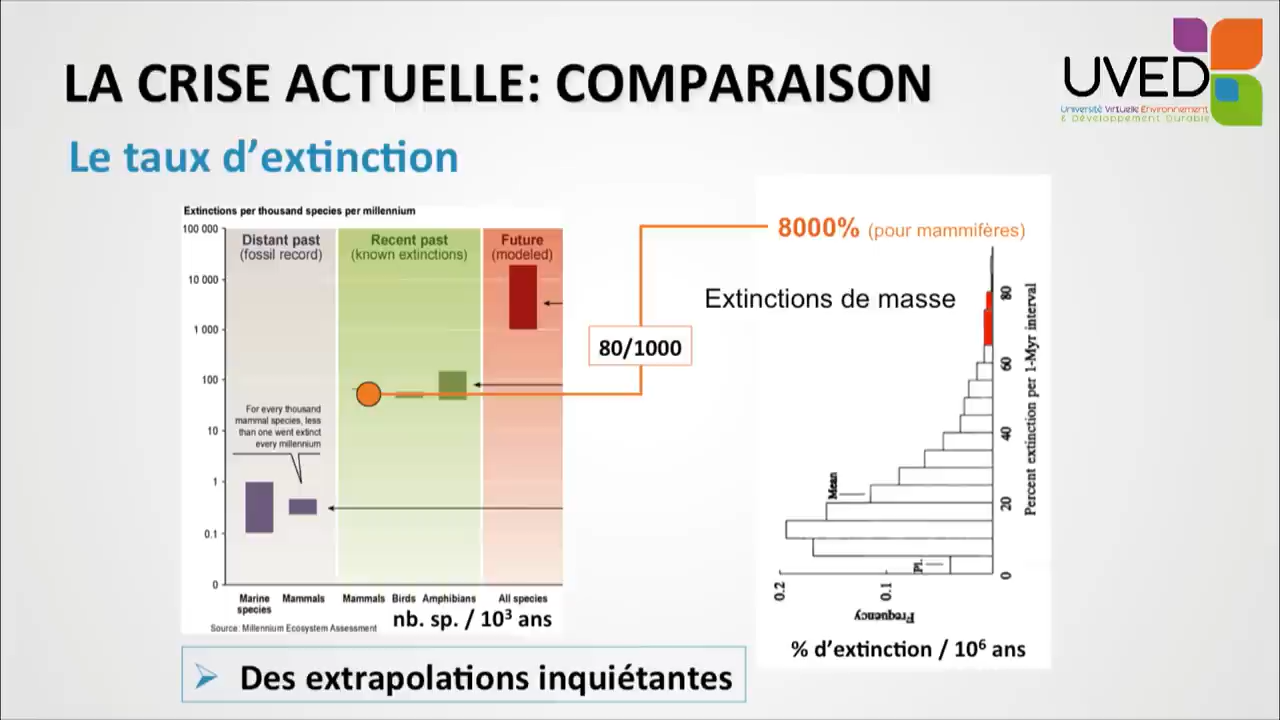 LA CRISE ACTUELLE: COMPARAISON
UVED
Université Virtuelle Environnement
& Développement Durable
Le taux d'extinction
Extinctions per thousand species per millennium
100 000
10 000
1 000
100
10
1
0.1
0
Distant past
(fossil record)
Recent past
(known extinctions)
Future
(modeled)
For every thousand
mammal species, less
than one went extinct
every millennium
Marine
species
Mammals
Mammals
Birds
Amphibians
All species
Source: Millennium Ecosystem Assessment
nb. sp. / 10³ ans
80/1000
8000% (pour mammifères)
Extinctions de masse
Percent extinction per 1-Myr interval
80
60
40
20
0
Mean
Pl.
0.2
0.1
Frequency
% d'extinction / 10⁶ ans
➢ Des extrapolations inquiétantes